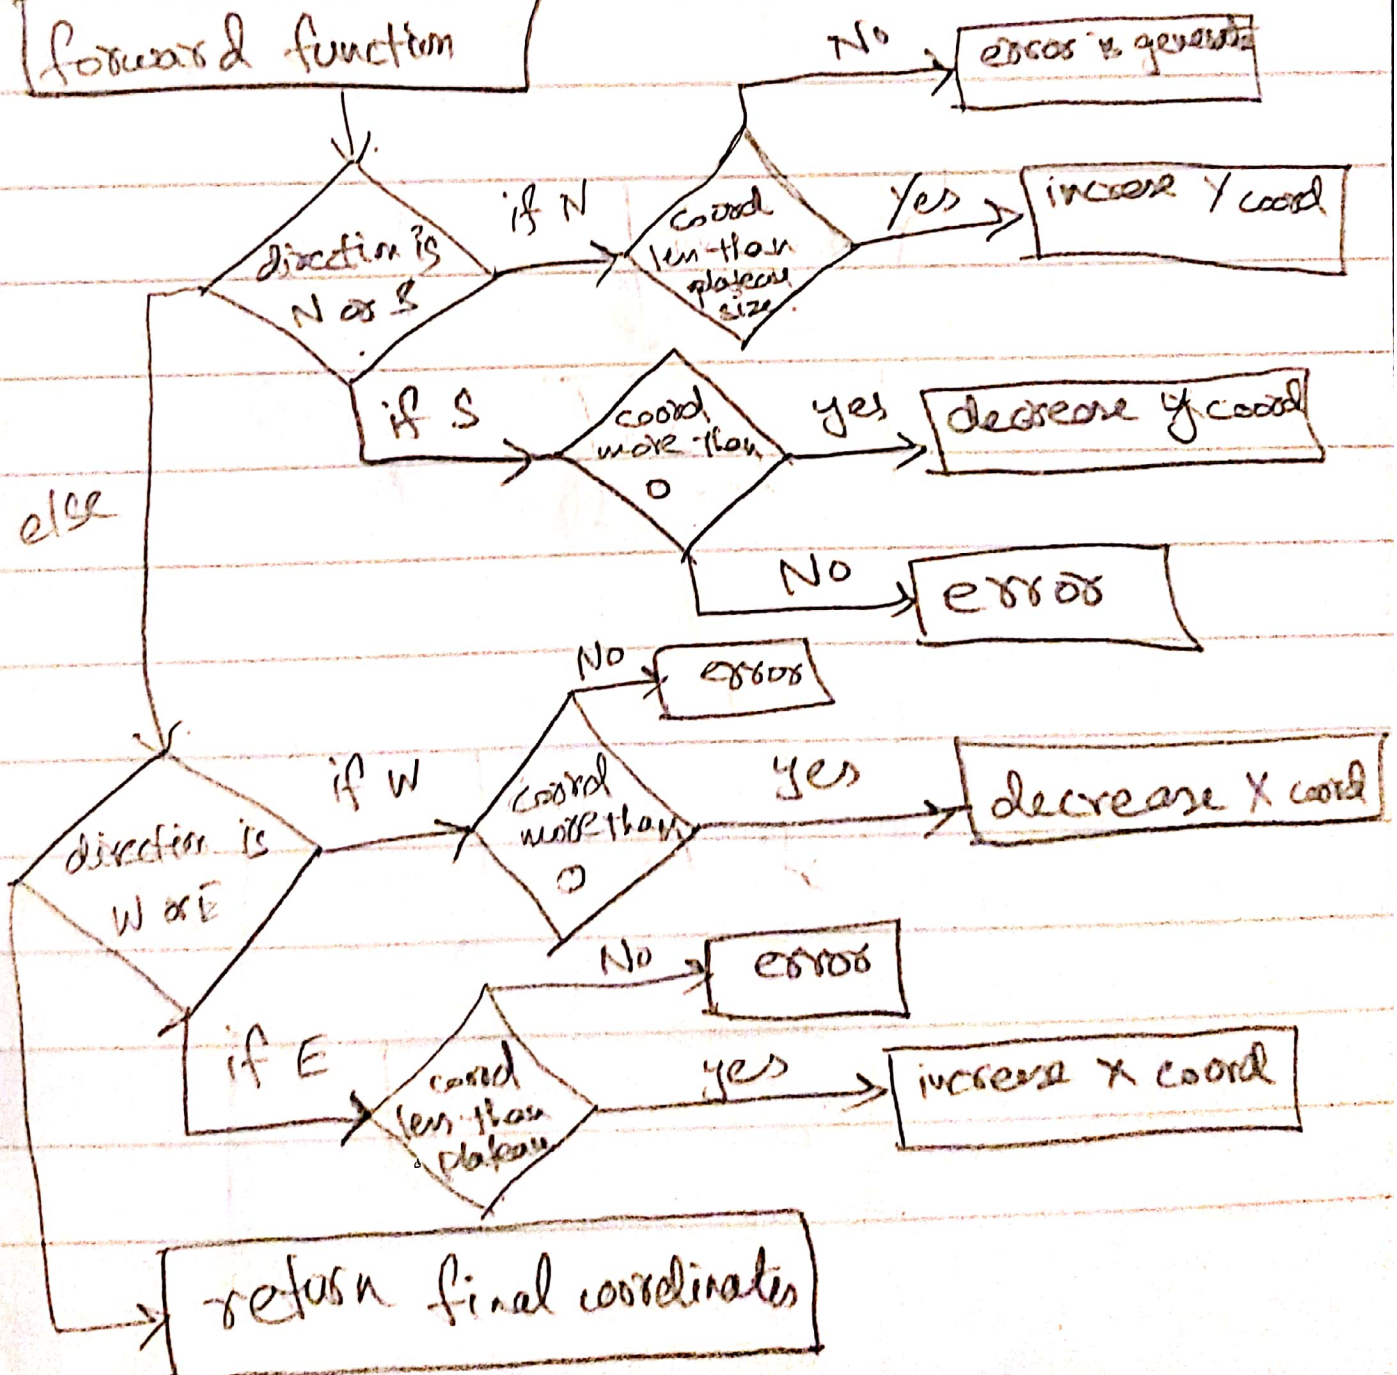 forward function
No
error is generate
direction is
N or S
if N
coord
less than
plateau
size
Yes
increase Y coord
if S
coord
more than
0
yes
decrease y coord
No
error
else
No
error
direction is
W or E
if W
coord
more than
0
yes
decrease X coord
No
error
if E
coord
less than
plateau
yes
increase x coord
return final coordinates